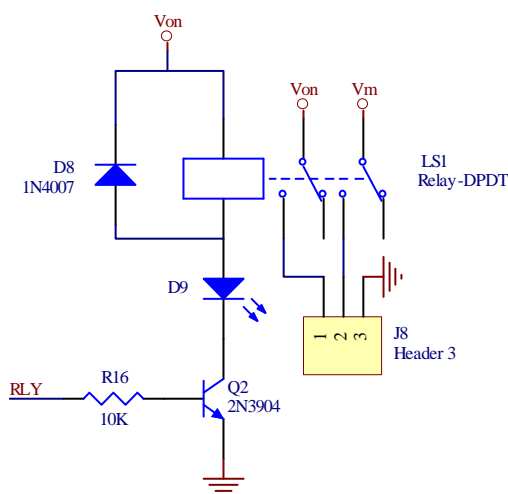 Von
Von
Vm
D8
1N4007
LS1
Relay-DPDT
D9
1
2
3
J8
Header 3
RLY
R16
10K
Q2
2N3904